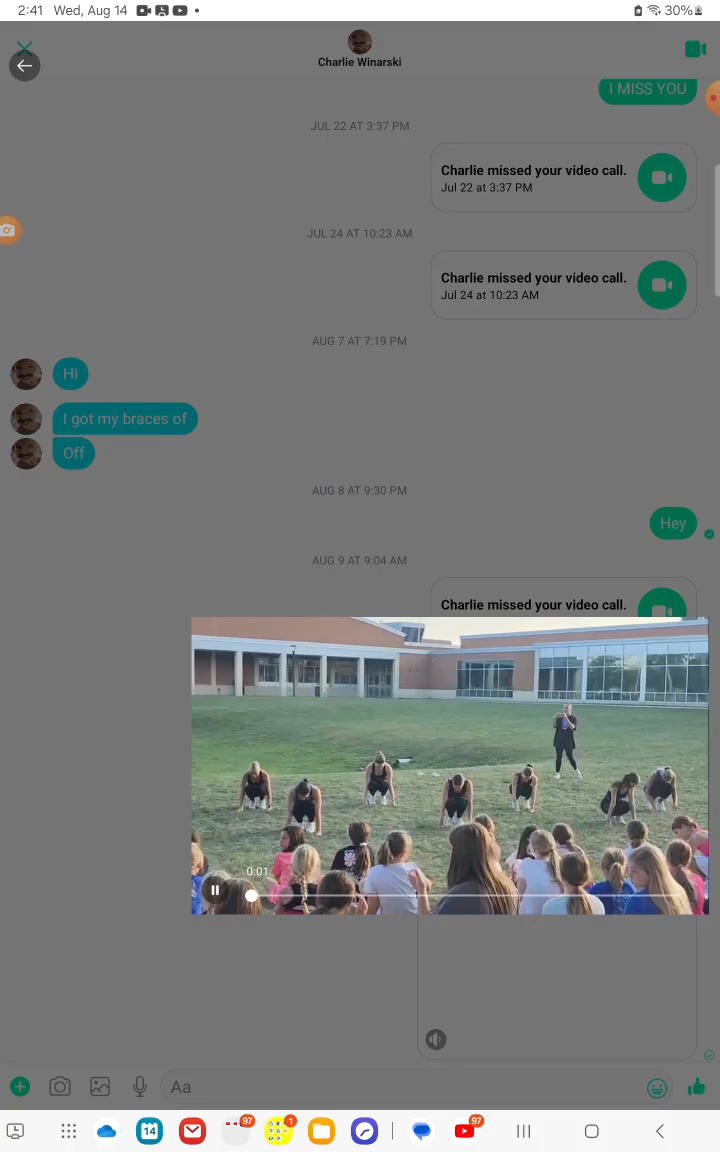 2:41 Wed, Aug 14
30%
Charlie Winarski
I MISS YOU
JUL 22 AT 3:37 PM
Charlie missed your video call.
Jul 22 at 3:37 PM
JUL 24 AT 10:23 AM
Charlie missed your video call.
Jul 24 at 10:23 AM
AUG 7 AT 7:19 PM
Hi
I got my braces of
Off
AUG 8 AT 9:30 PM
Hey
AUG 9 AT 9:04 AM
Charlie missed your video call.
0:01
Aa
14
97
1
97